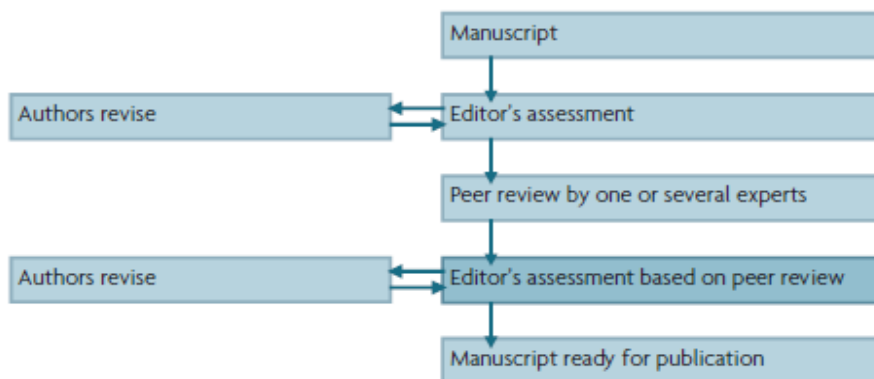 Manuscript
Authors revise
Editor's assessment
Peer review by one or several experts
Authors revise
Editor's assessment based on peer review
Manuscript ready for publication